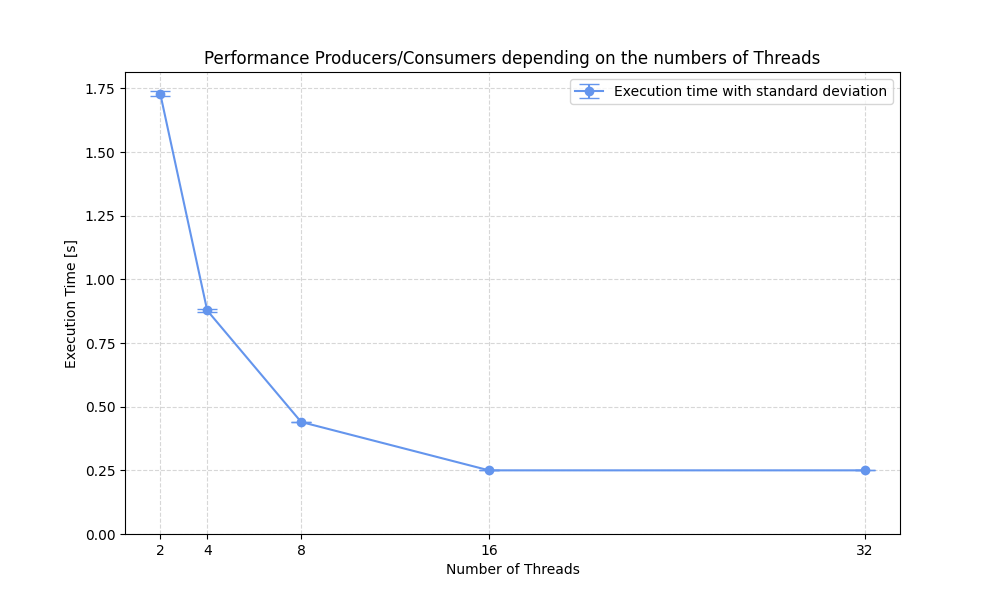 Performance Producers/Consumers depending on the numbers of Threads
Execution time with standard deviation
1.75
1.50
1.25
1.00
0.75
0.50
0.25
0.00
Execution Time [s]
2 4 8 16 32
Number of Threads